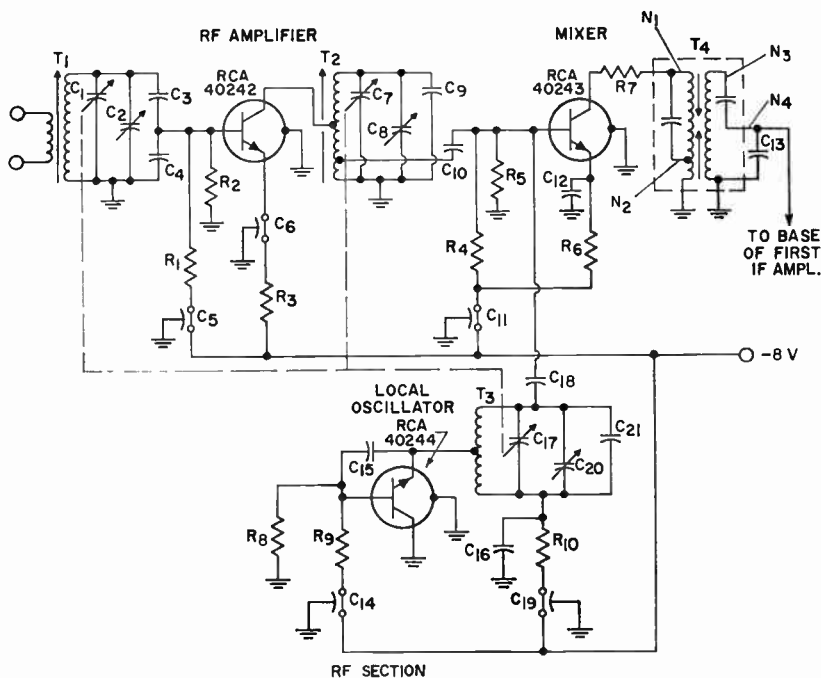 RF AMPLIFIER
MIXER
T1
C1
C2
C3
C4
RCA
40242
R2
R1
C5
C6
R3
T2
C7
C8
C9
C10
RCA
40243
R7
R5
R4
C12
R6
C11
N1
T4
N3
N4
C13
N2
TO BASE
OF FIRST
IF AMPL.
-8 V
C18
T3
LOCAL
OSCILLATOR
RCA
40244
C15
C17
C20
C21
R8
R9
C14
C16
R10
C19
RF SECTION